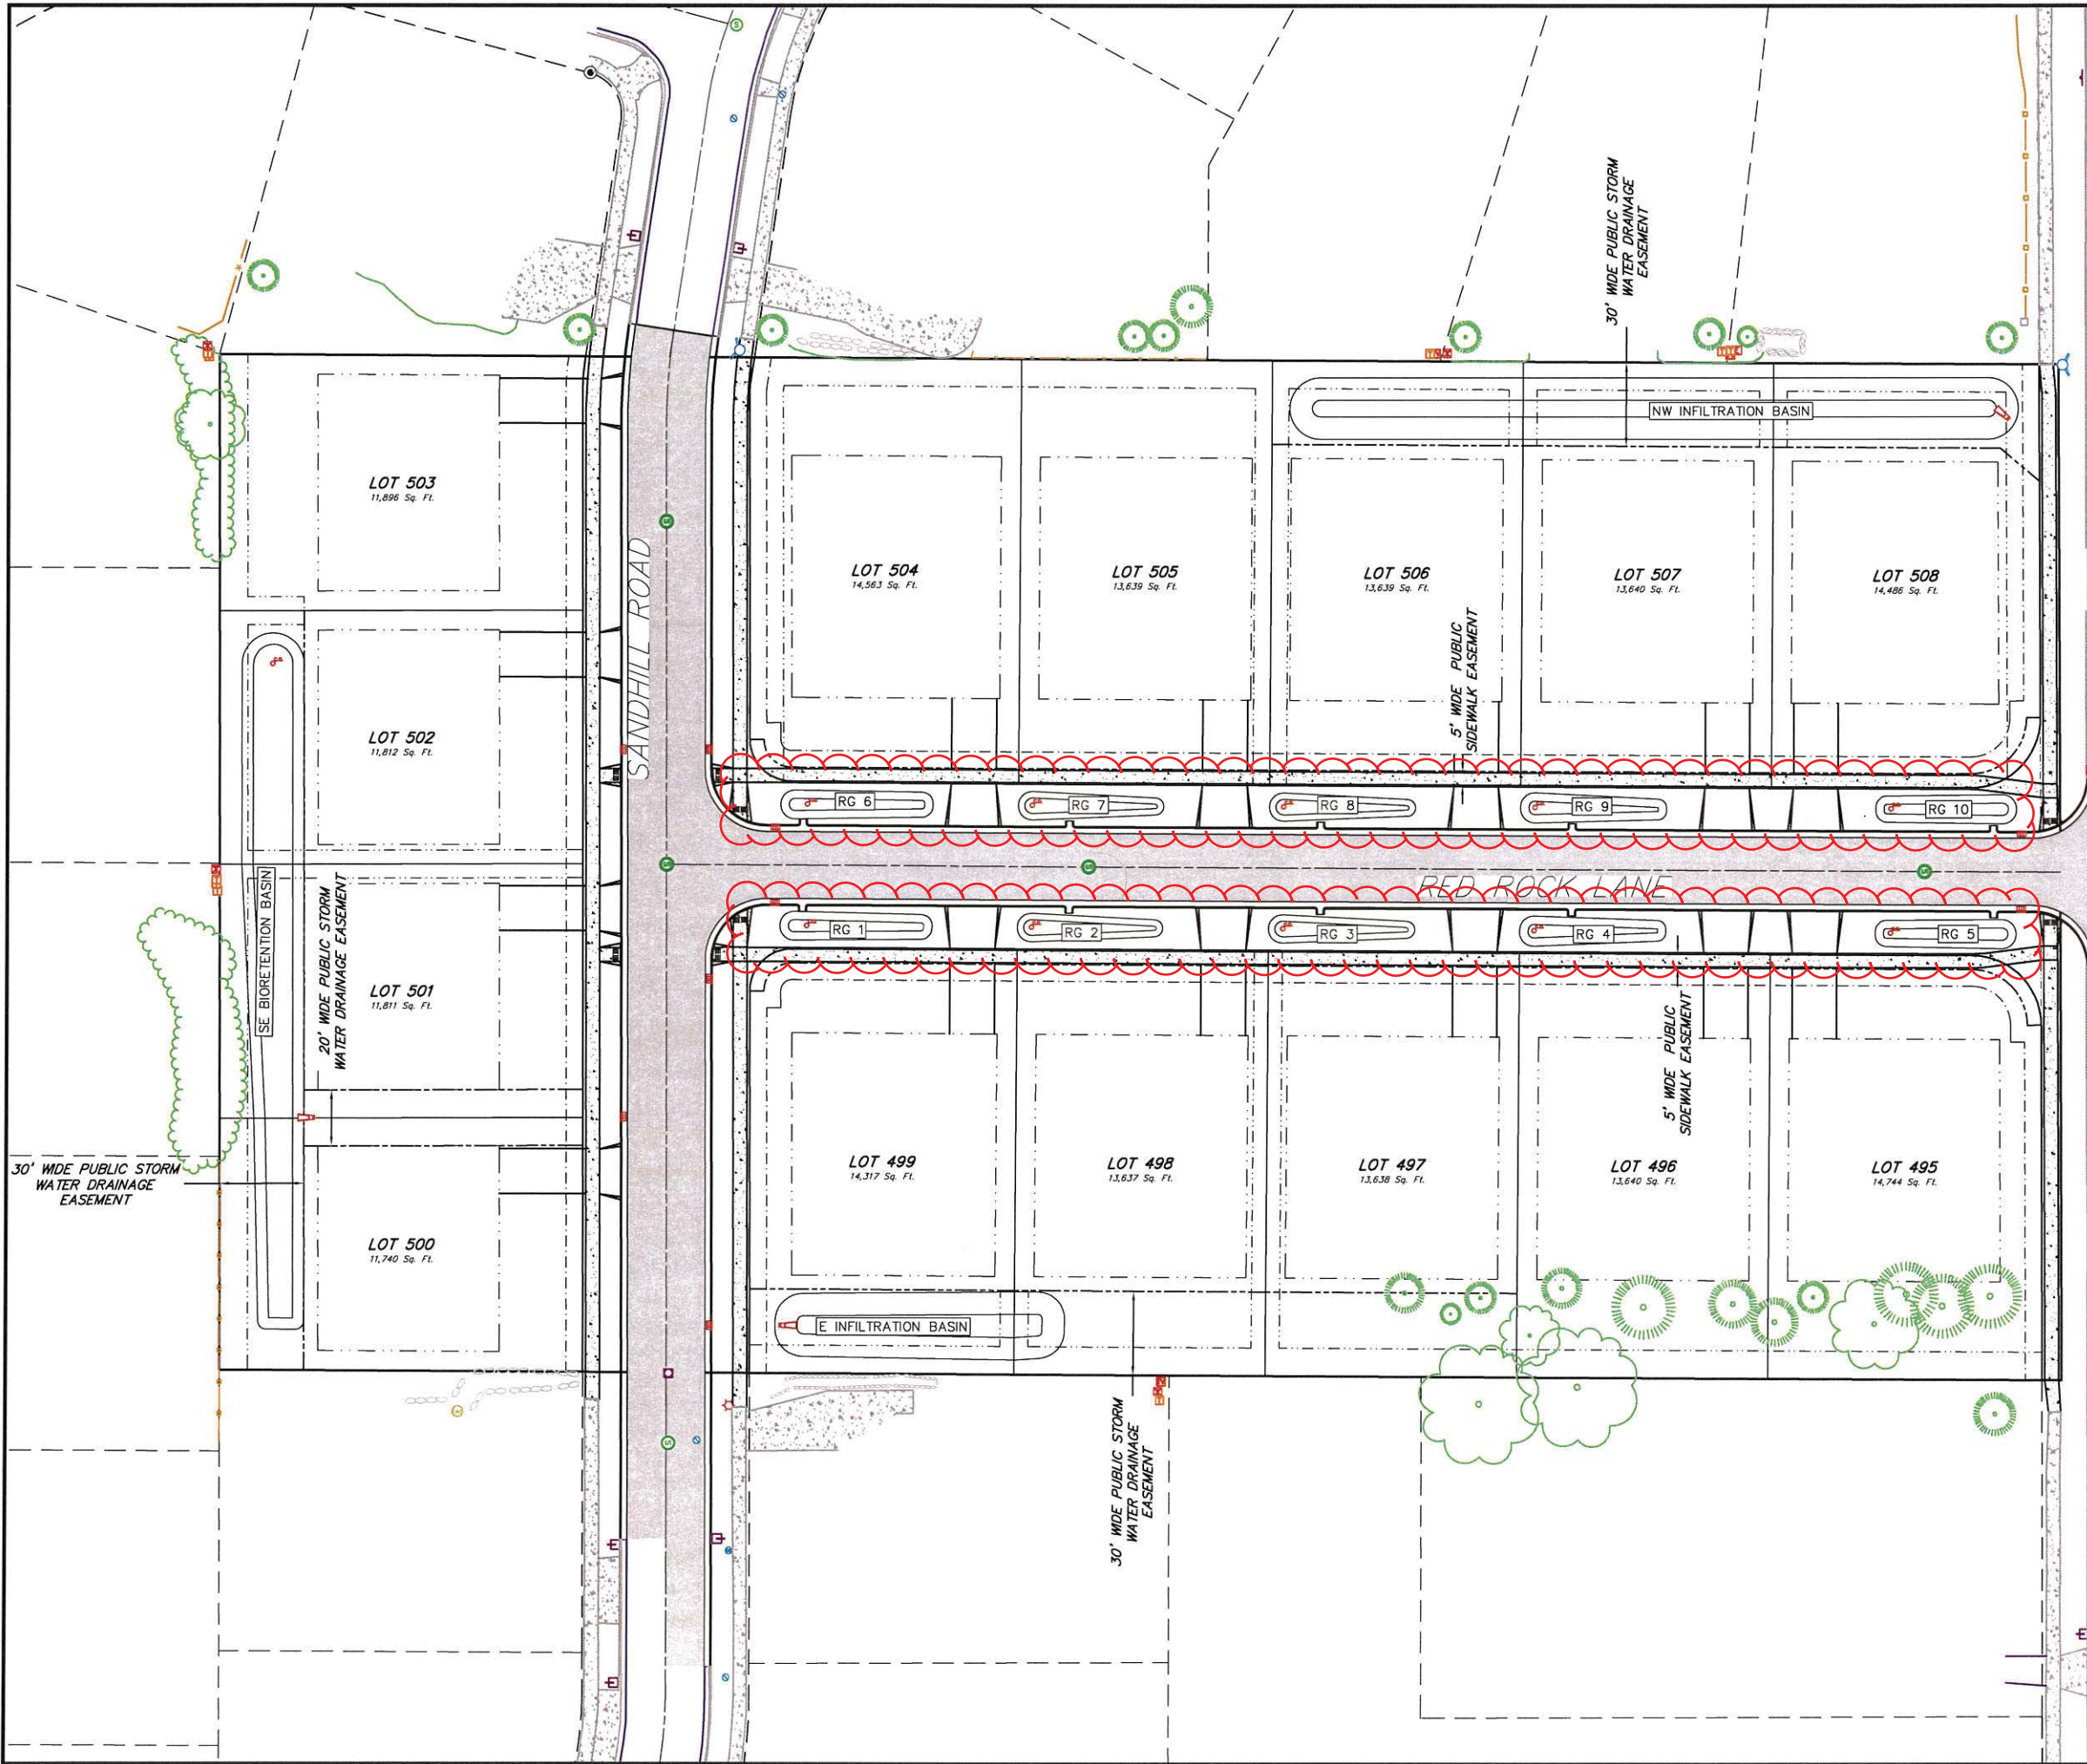 30' WIDE PUBLIC STORM
WATER DRAINAGE
EASEMENT
NW INFILTRATION BASIN
LOT 503
11,896 Sq. Ft.
SANDHILL ROAD
LOT 504
14,563 Sq. Ft.
LOT 505
13,639 Sq. Ft.
LOT 506
13,639 Sq. Ft.
LOT 507
13,640 Sq. Ft.
LOT 508
14,486 Sq. Ft.
5' WIDE PUBLIC
SIDEWALK EASEMENT
LOT 502
11,812 Sq. Ft.
RG 6
RG 7
RG 8
RG 9
RG 10
RED ROCK LANE
RG 1
RG 2
RG 3
RG 4
RG 5
SE BIORETENTION BASIN
20' WIDE PUBLIC STORM
WATER DRAINAGE EASEMENT
LOT 501
11,811 Sq. Ft.
5' WIDE PUBLIC
SIDEWALK EASEMENT
30' WIDE PUBLIC STORM
WATER DRAINAGE
EASEMENT
LOT 499
14,317 Sq. Ft.
LOT 498
13,637 Sq. Ft.
LOT 497
13,638 Sq. Ft.
LOT 496
13,640 Sq. Ft.
LOT 495
14,744 Sq. Ft.
LOT 500
11,740 Sq. Ft.
E INFILTRATION BASIN
30' WIDE PUBLIC STORM
WATER DRAINAGE
EASEMENT